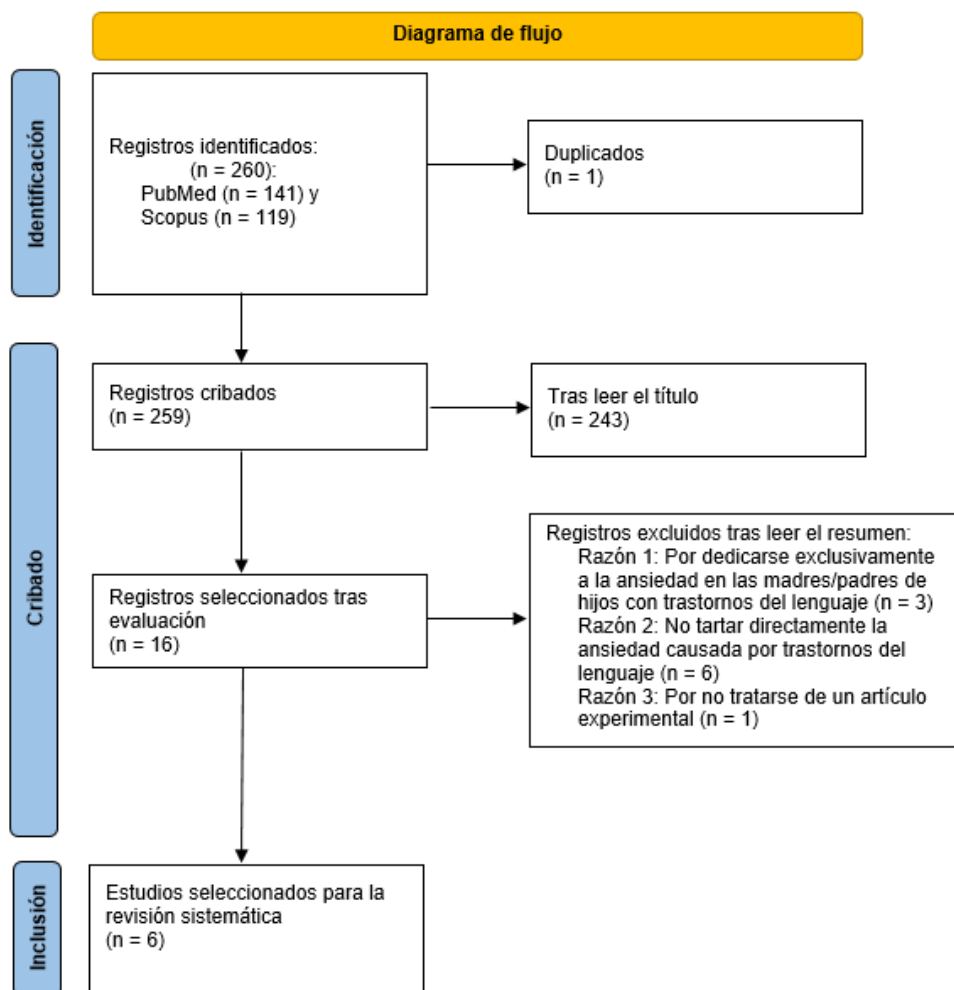 Diagrama de flujo
Identificación
Registros identificados:
(n = 260):
PubMed (n = 141) y
Scopus (n = 119)
Duplicados
(n = 1)
Cribado
Registros cribados
(n = 259)
Tras leer el título
(n = 243)
Registros seleccionados tras
evaluación
(n = 16)
Registros excluidos tras leer el resumen:
Razón 1: Por dedicarse exclusivamente
a la ansiedad en las madres/padres de
hijos con trastornos del lenguaje (n = 3)
Razón 2: No tartar directamente la
ansiedad causada por trastornos del
lenguaje (n = 6)
Razón 3: Por no tratarse de un artículo
experimental (n = 1)
Inclusión
Estudios seleccionados para la
revisión sistemática
(n = 6)